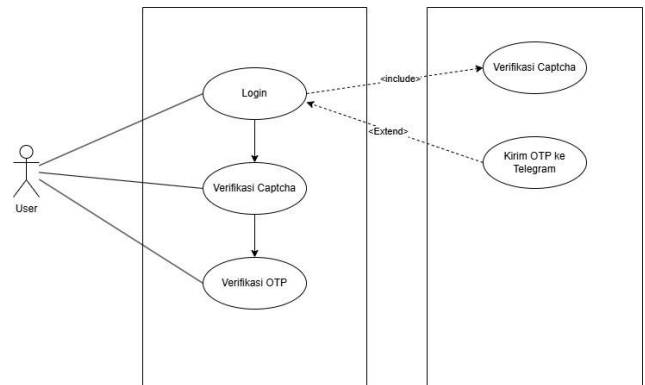 Login
Verifikasi Captcha
Verifikasi OTP
User
<include>
<Extend>
Verifikasi Captcha
Kirim OTP ke
Telegram